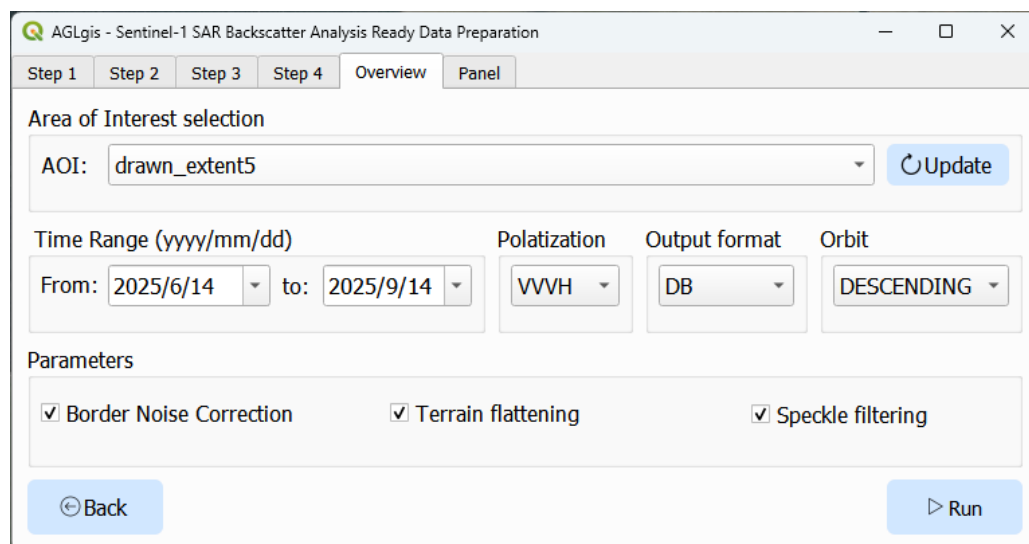 AGLgis - Sentinel-1 SAR Backscatter Analysis Ready Data Preparation
Step 1 Step 2 Step 3 Step 4 Overview Panel
Area of Interest selection
AOI: drawn_extent5 Update
Time Range (yyyy/mm/dd) Polatization Output format Orbit
From: 2025/6/14 to: 2025/9/14 VVVH DB DESCENDING
Parameters
Border Noise Correction Terrain flattening Speckle filtering
Back Run